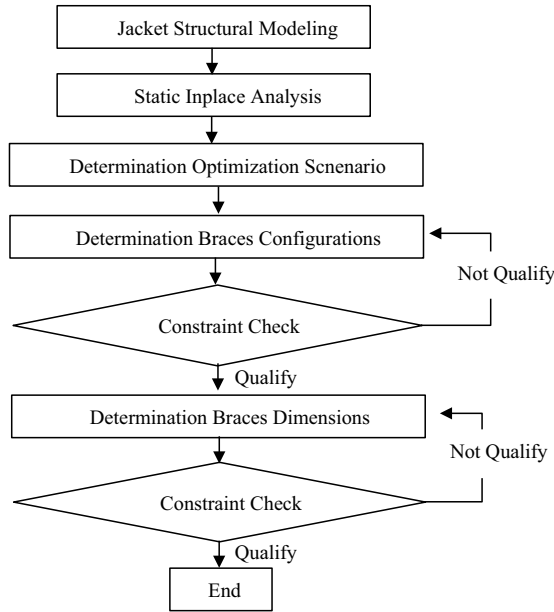 Jacket Structural Modeling
Static Inplace Analysis
Determination Optimization Scnenario
Determination Braces Configurations
Not Qualify
Constraint Check
Qualify
Determination Braces Dimensions
Not Qualify
Constraint Check
Qualify
End